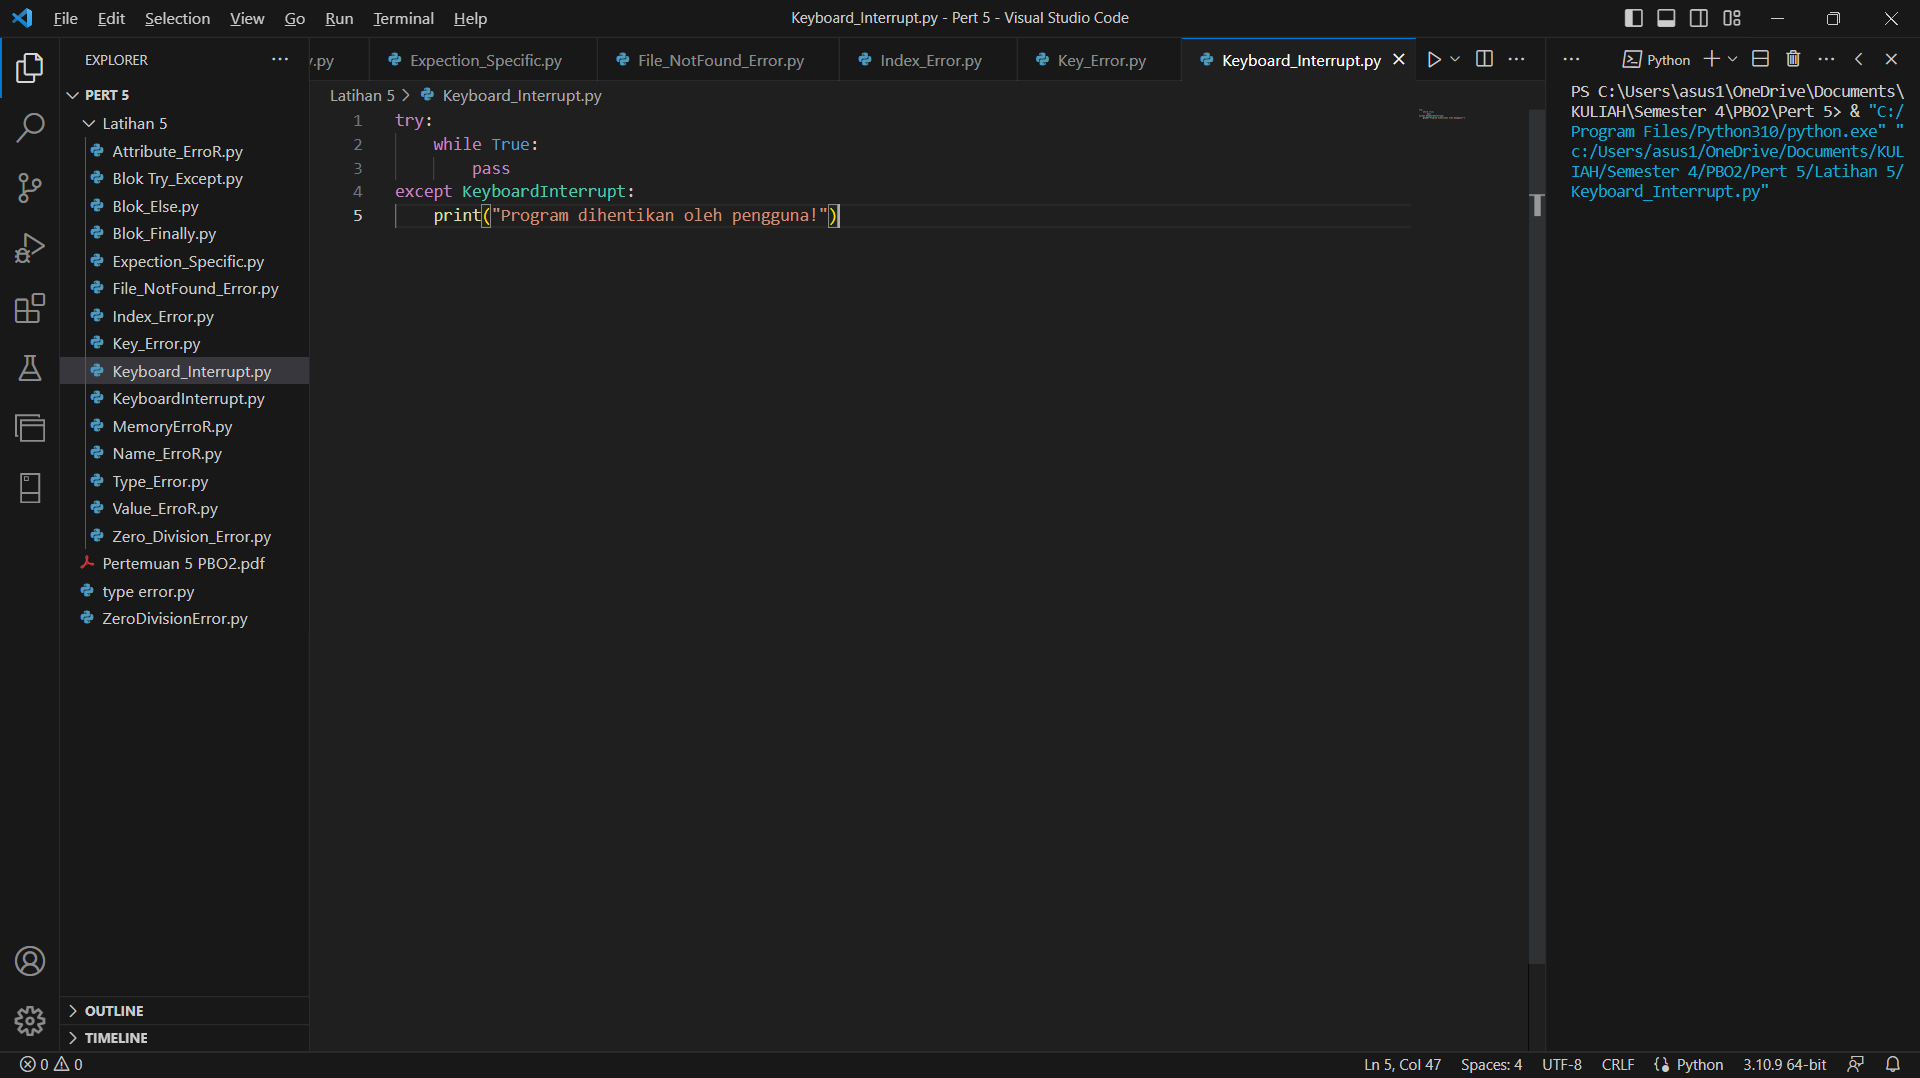 File Edit Selection View Go Run Terminal Help
Keyboard_Interrupt.py - Pert 5 - Visual Studio Code
EXPLORER
PERT 5
Latihan 5
Attribute_ErroR.py
Blok Try_Except.py
Blok_Else.py
Blok_Finally.py
Expection_Specific.py
File_NotFound_Error.py
Index_Error.py
Key_Error.py
Keyboard_Interrupt.py
KeyboardInterrupt.py
MemoryErroR.py
Name_ErroR.py
Type_Error.py
Value_ErroR.py
Zero_Division_Error.py
Pertemuan 5 PBO2.pdf
type error.py
ZeroDivisionError.py
OUTLINE
TIMELINE
.py Expection_Specific.py File_NotFound_Error.py Index_Error.py Key_Error.py Keyboard_Interrupt.py
Latihan 5 > Keyboard_Interrupt.py
1 try:
2 while True:
3 pass
4 except KeyboardInterrupt:
5 print("Program dihentikan oleh pengguna!")
Python
PS C:\Users\asus1\OneDrive\Documents\
KULIAH\Semester 4\PBO2\Pert 5> & "C:/
Program Files/Python310/python.exe" "
c:/Users/asus1/OneDrive/Documents/KUL
IAH/Semester 4/PBO2/Pert 5/Latihan 5/
Keyboard_Interrupt.py"
0 0
Ln 5, Col 47 Spaces: 4 UTF-8 CRLF Python 3.10.9 64-bit